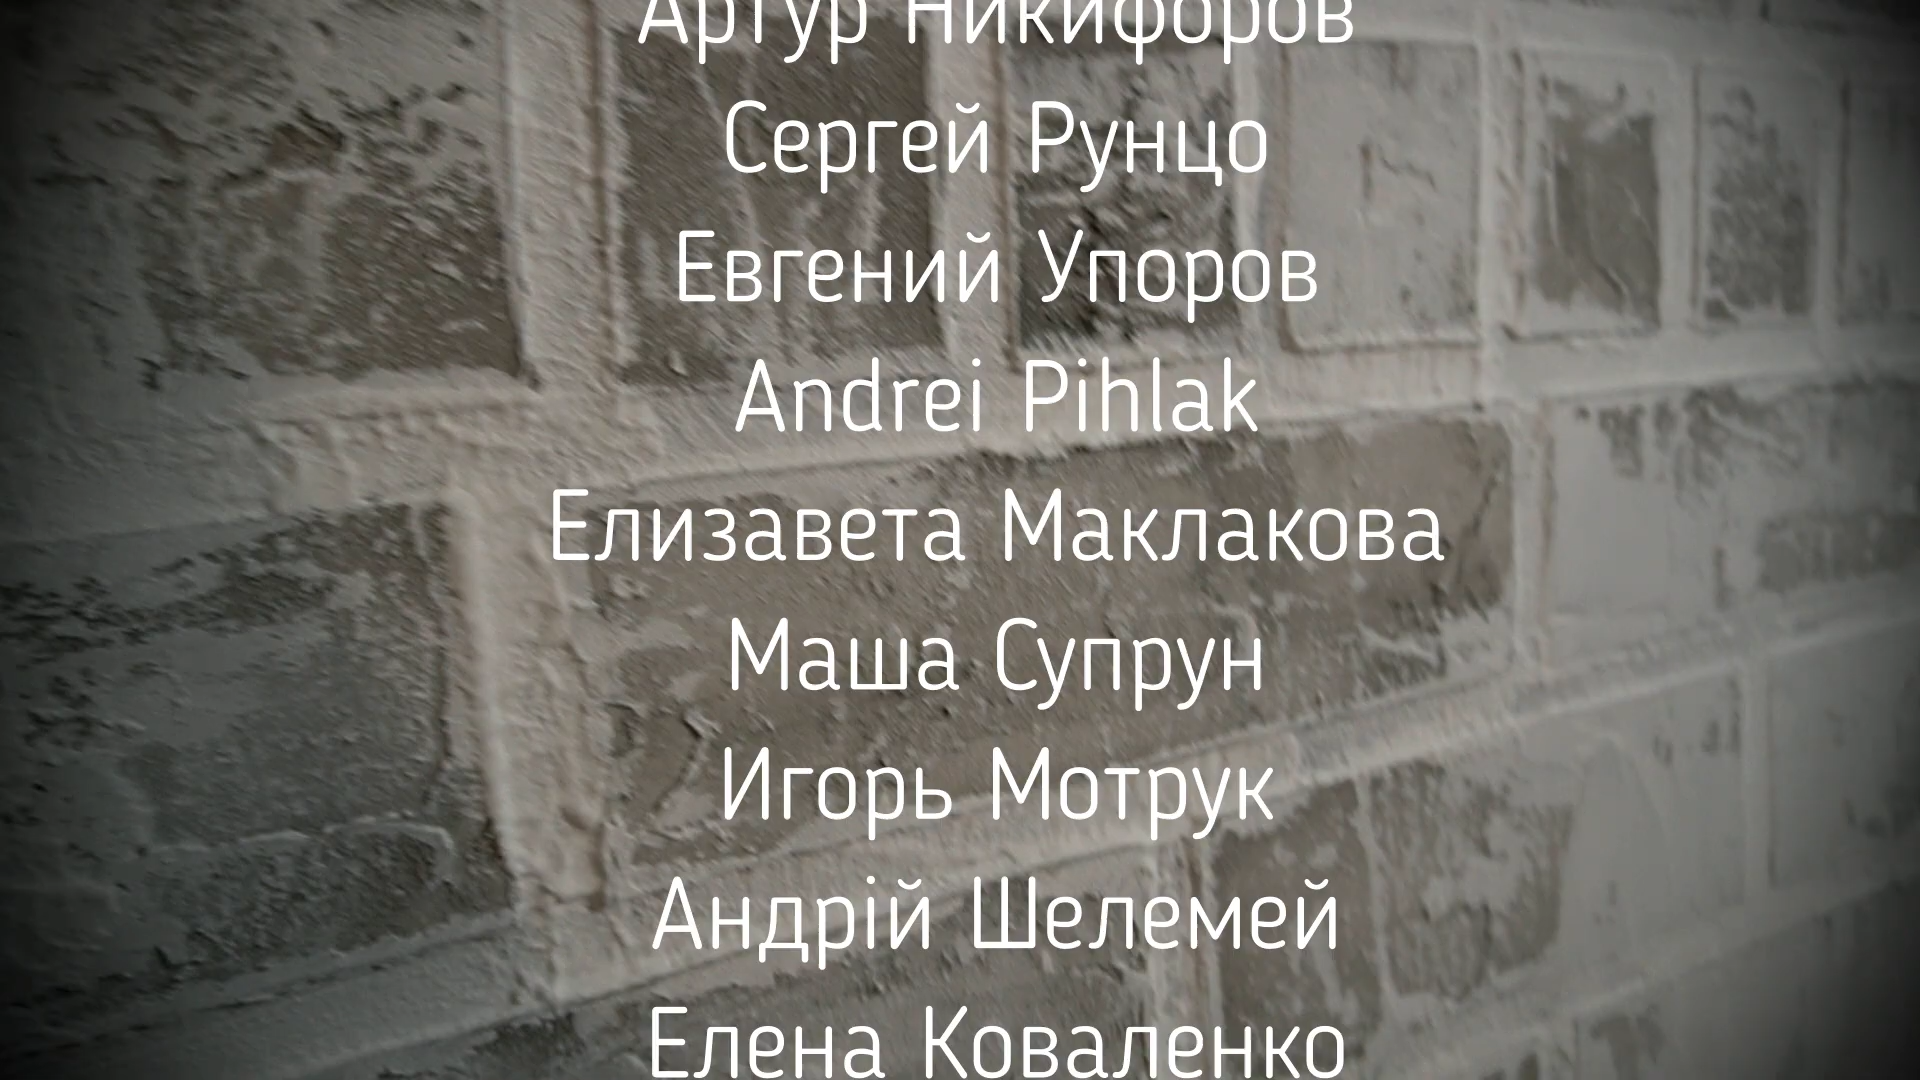 Артур Никифоров
Сергей Рунцо
Евгений Упоров
Andrei Pihlak
Елизавета Маклакова
Маша Супрун
Игорь Мотрук
Андрій Шелемей
Елена Коваленко